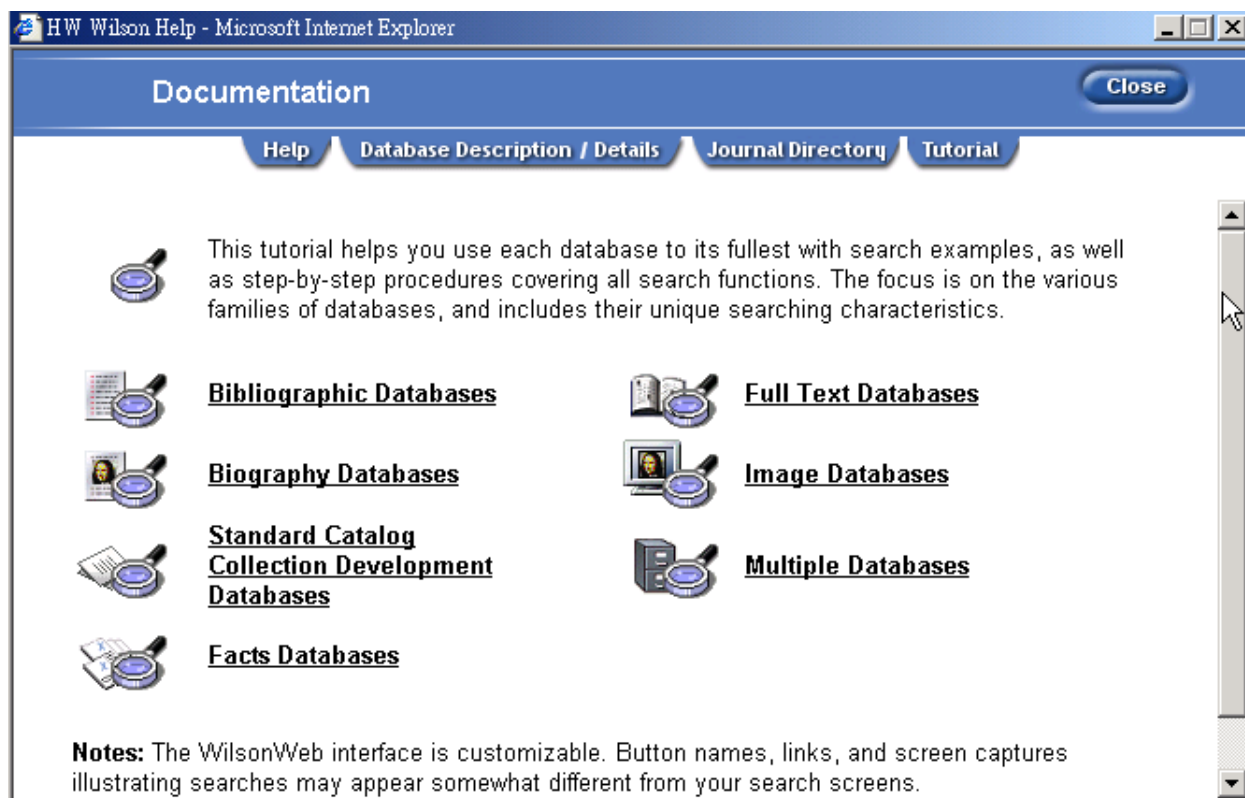 HW Wilson Help - Microsoft Internet Explorer
Documentation
Close
Help
Database Description / Details
Journal Directory
Tutorial
This tutorial helps you use each database to its fullest with search examples, as well
as step-by-step procedures covering all search functions. The focus is on the various
families of databases, and includes their unique searching characteristics.
Bibliographic Databases
Full Text Databases
Biography Databases
Image Databases
Standard Catalog
Collection Development
Databases
Multiple Databases
Facts Databases
Notes: The WilsonWeb interface is customizable. Button names, links, and screen captures
illustrating searches may appear somewhat different from your search screens.